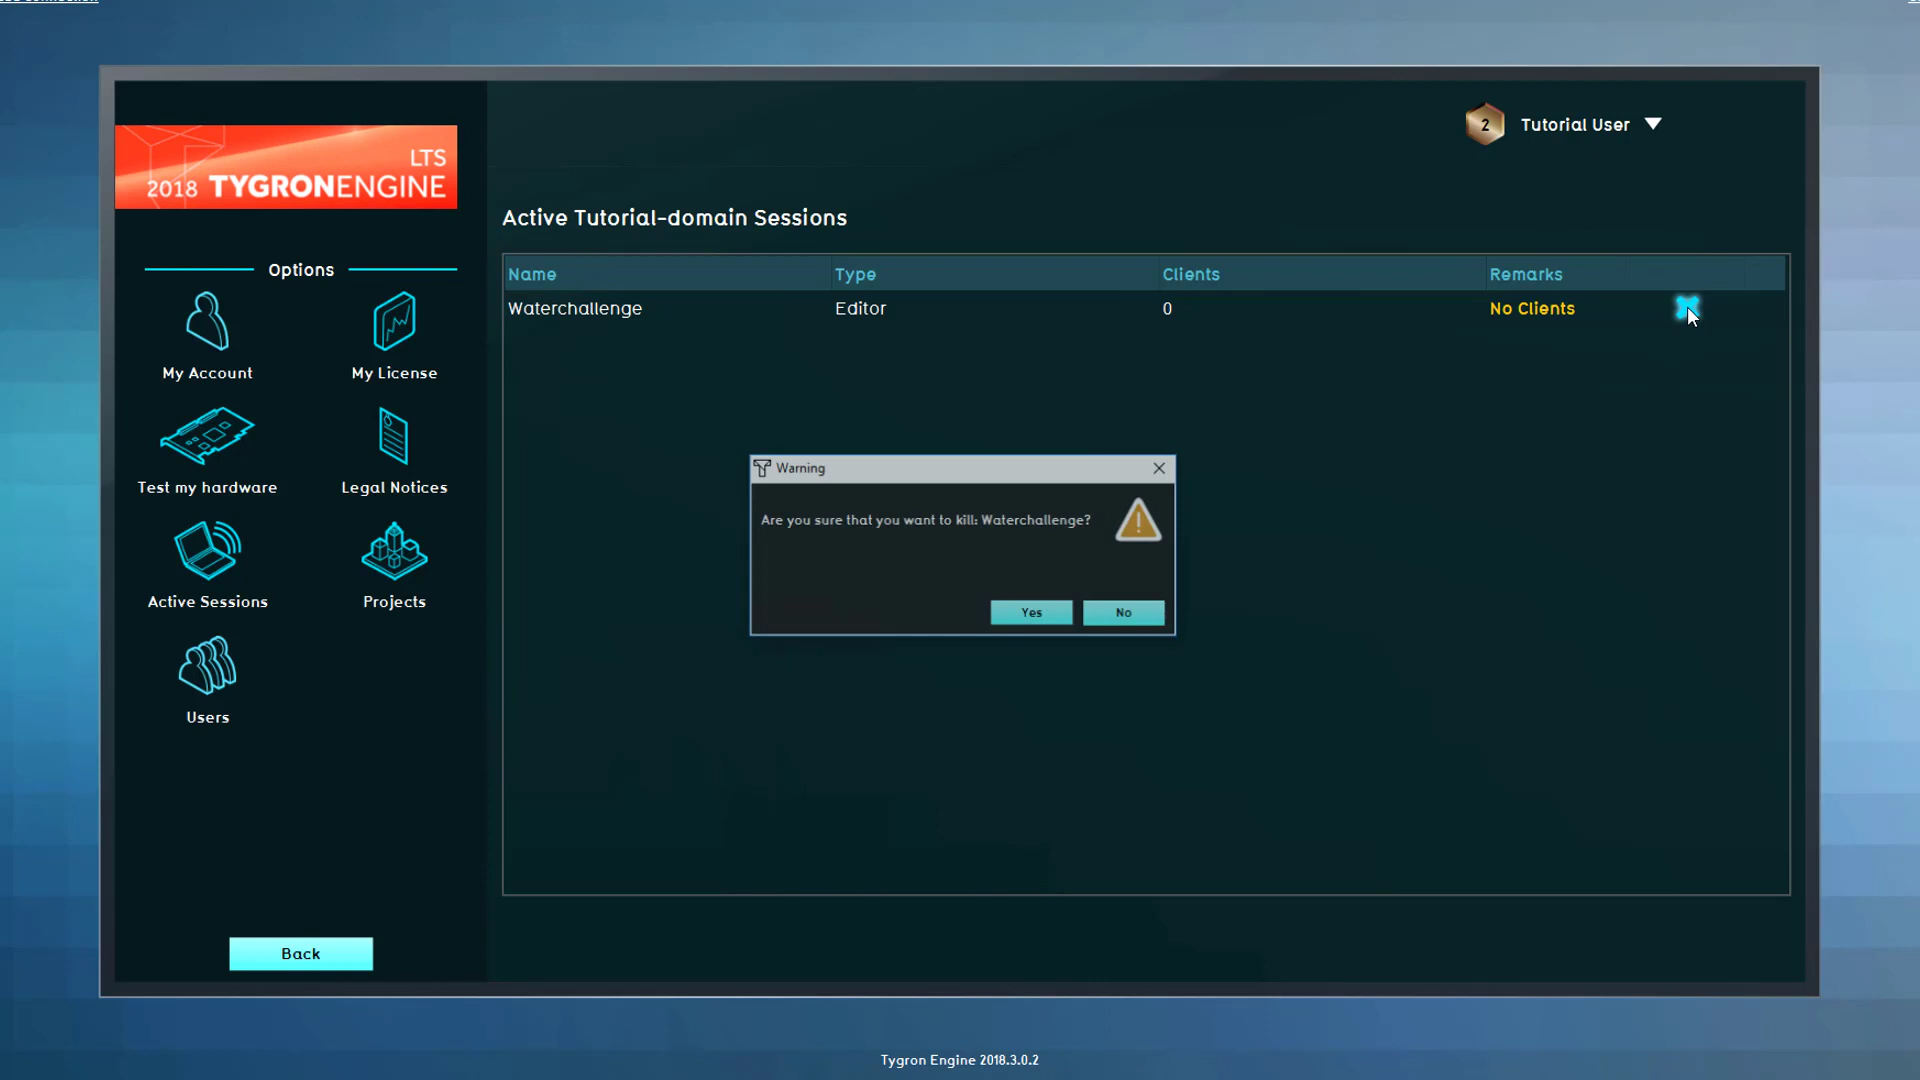 2
Tutorial User
LTS
2018 TYGRONENGINE
Active Tutorial-domain Sessions
Options
Name Type Clients Remarks
Waterchallenge Editor 0 No Clients
My Account
My License
Warning
Are you sure that you want to kill: Waterchallenge?
Test my hardware
Legal Notices
Active Sessions
Projects
Yes
No
Users
Back
Tygron Engine 2018.3.0.2